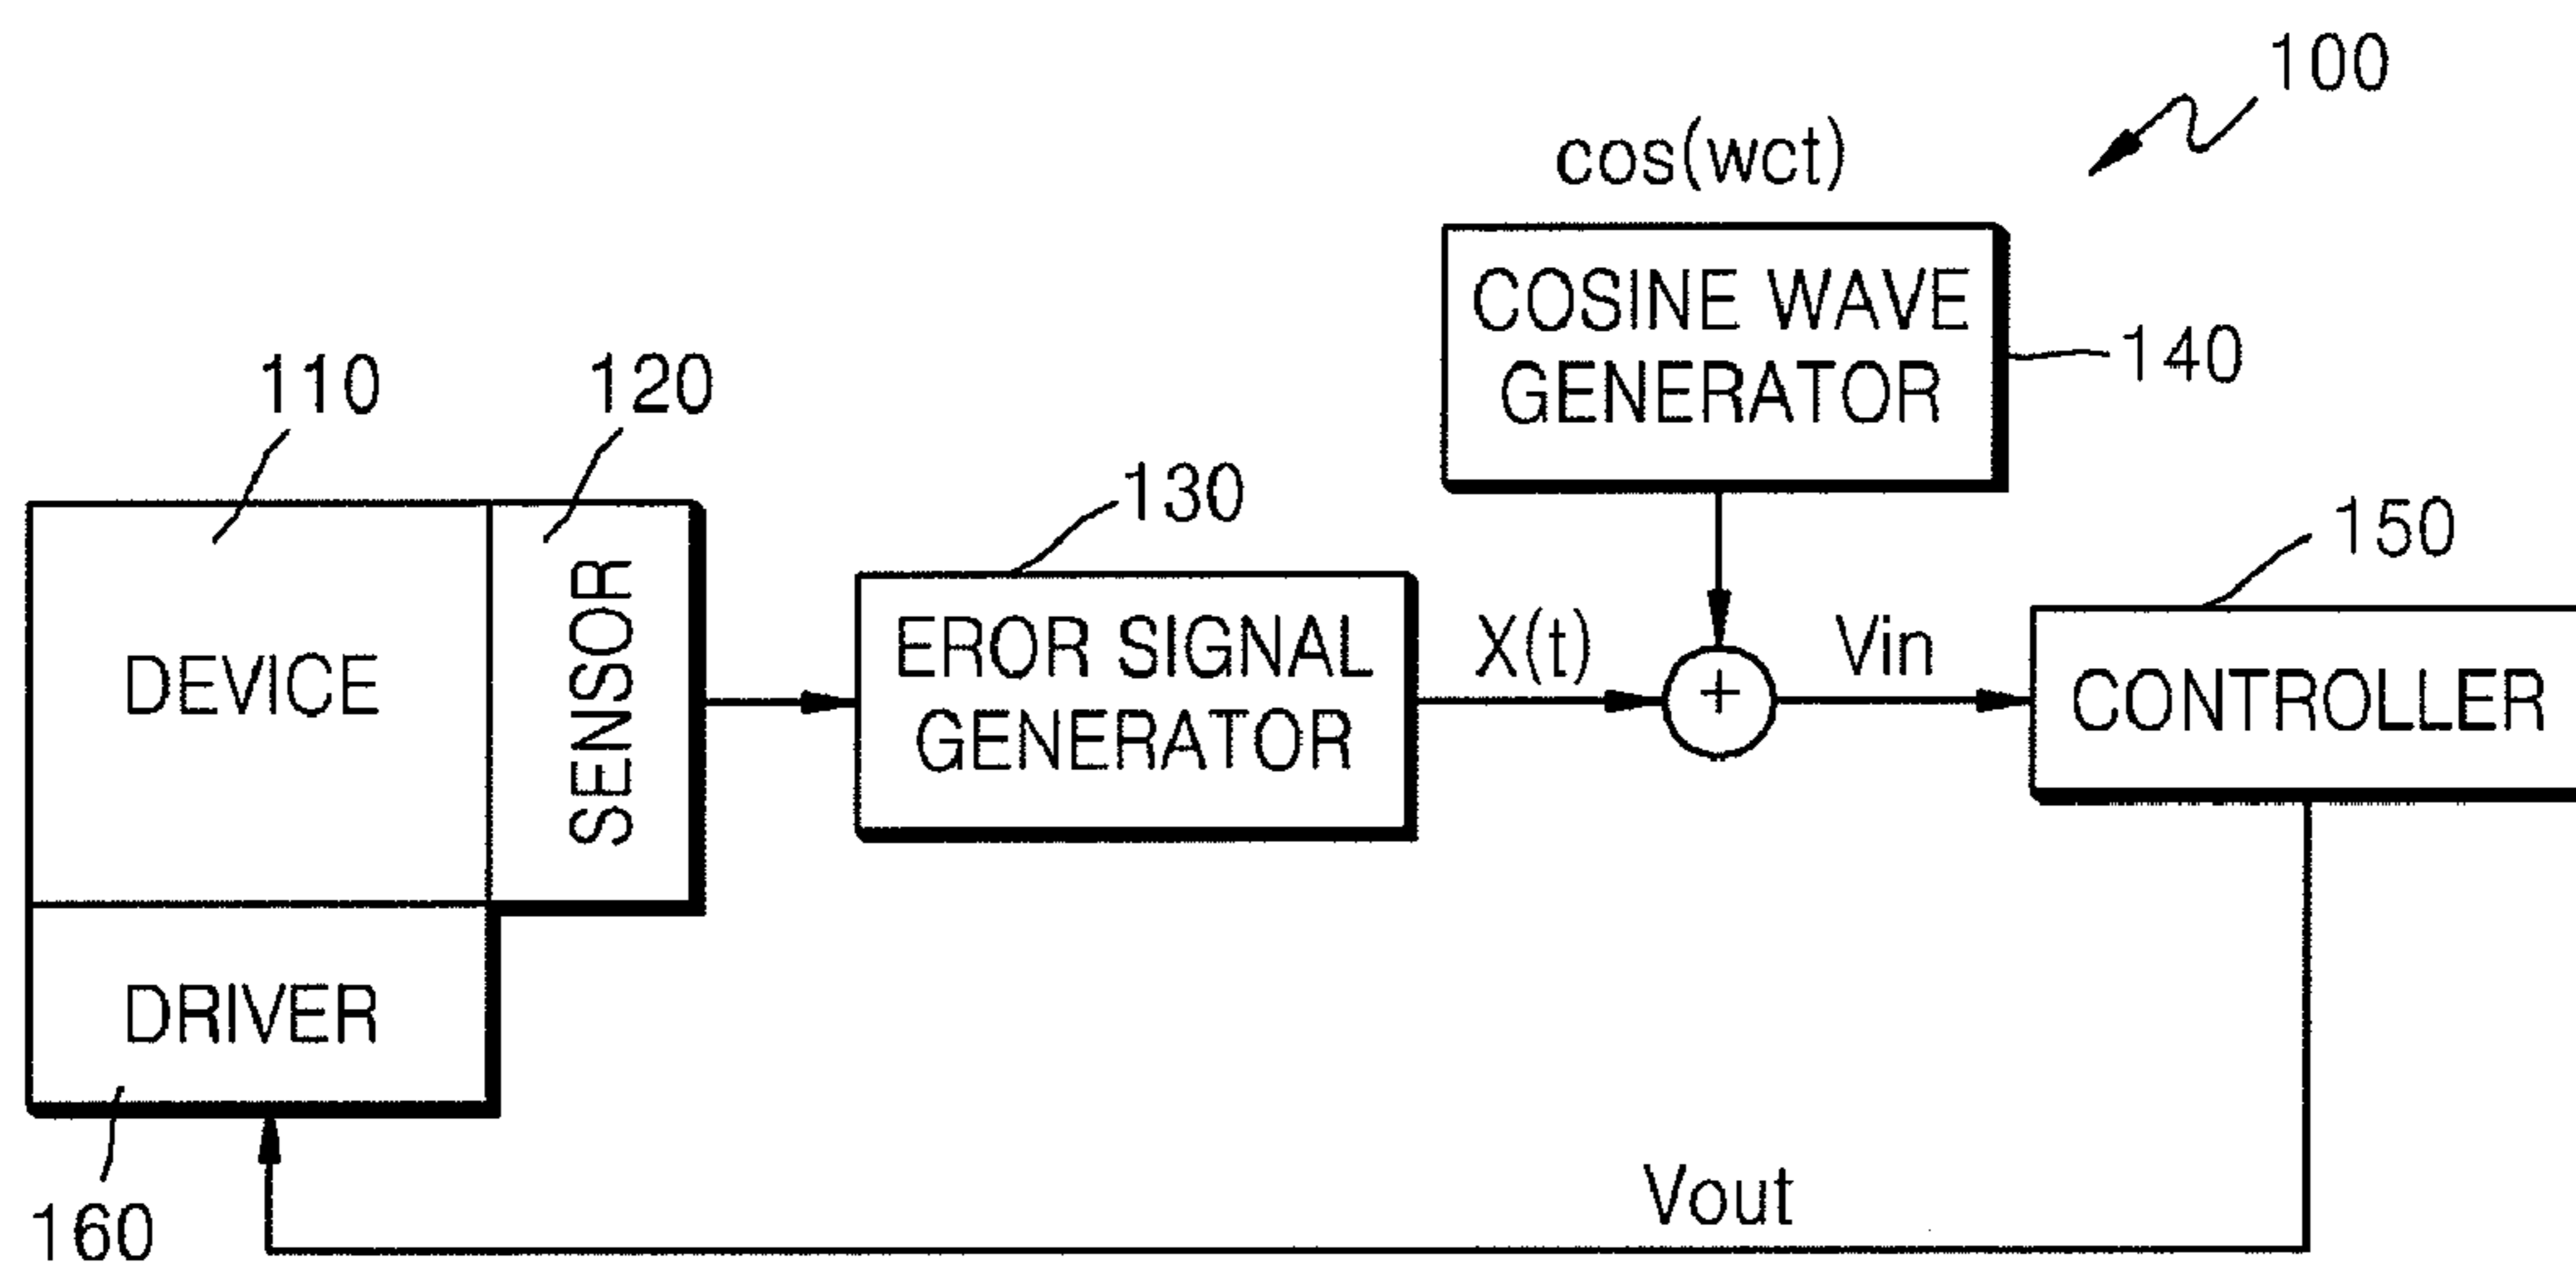 100
cos(wct)
COSINE WAVE
GENERATOR
140
110
120
130
150
DEVICE
SENSOR
EROR SIGNAL
GENERATOR
X(t)
+
Vin
CONTROLLER
DRIVER
160
Vout